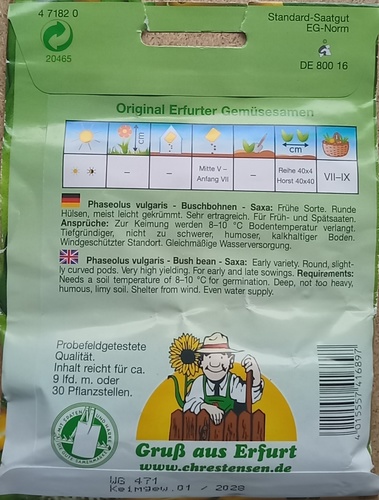 4 7182 0
Standard-Saatgut
EG-Norm
20465
DE 800 16
Original Erfurter Gemüsesamen
cm
cm
– – Mitte V – Anfang VII – Reihe 40x4 Horst 40x40 VII–IX
Phaseolus vulgaris - Buschbohnen - Saxa: Frühe Sorte. Runde
Hülsen, meist leicht gekrümmt. Sehr ertragreich. Für Früh- und Spätsaaten.
Ansprüche: Zur Keimung werden 8–10 °C Bodentemperatur verlangt.
Tiefgründiger, nicht zu schwerer, humoser, kalkhaltiger Boden.
Windgeschützter Standort. Gleichmäßige Wasserversorgung.
Phaseolus vulgaris - Bush bean - Saxa: Early variety. Round, slight-
ly curved pods. Very high yielding. For early and late sowings. Requirements:
Needs a soil temperature of 8–10 °C for germination. Deep, not too heavy,
humous, limy soil. Shelter from wind. Even water supply.
Probefeldgetestete
Qualität.
Inhalt reicht für ca.
9 lfd. m. oder
30 Pflanzstellen.
4 015557 416897
Gruß aus Erfurt
www.chrestensen.de
WG 471
Keimgew.01 / 2028